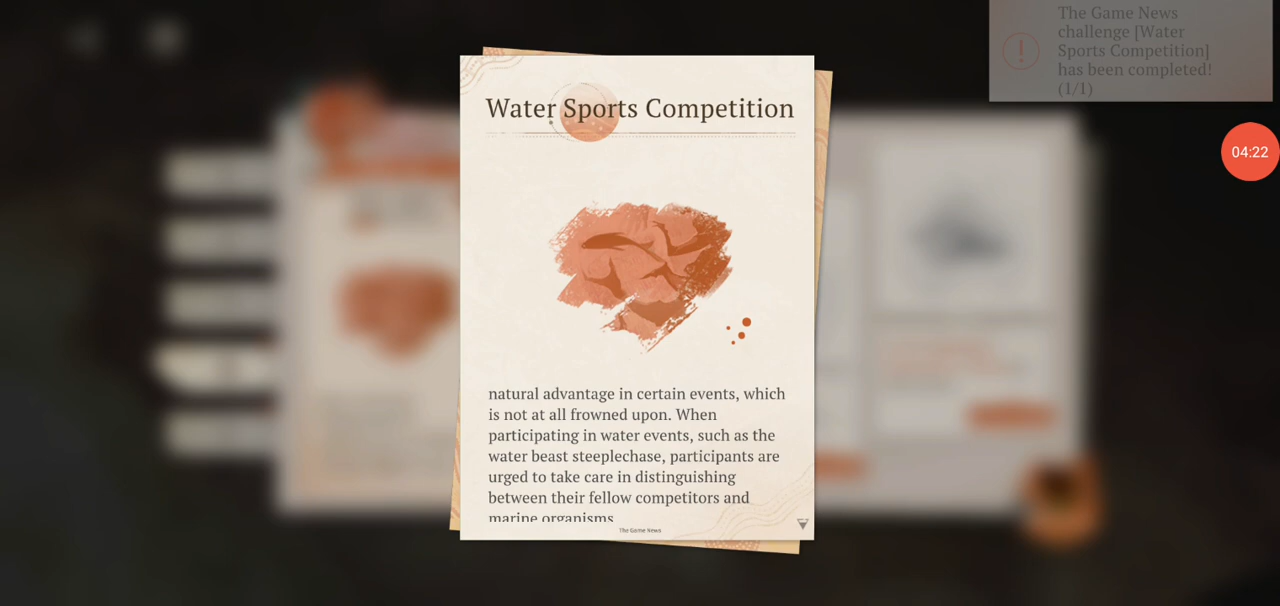 The Game News
challenge [Water
Sports Competition]
has been completed!
(1/1)
04:22
Water Sports Competition
natural advantage in certain events, which
is not at all frowned upon. When
participating in water events, such as the
water beast steeplechase, participants are
urged to take care in distinguishing
between their fellow competitors and
marine organisms
The Game News